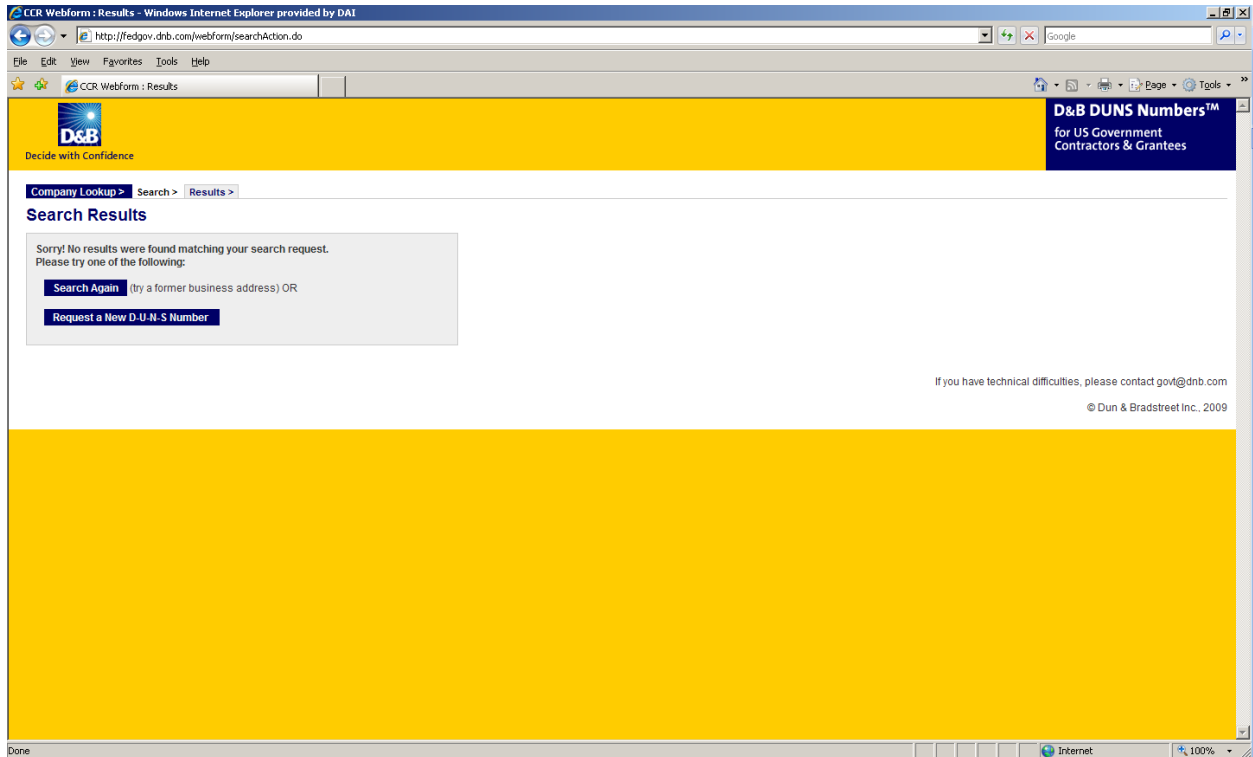 CCR Webform : Results - Windows Internet Explorer provided by DAI
http://fedgov.dnb.com/webform/searchAction.do
Google
File Edit View Favorites Tools Help
CCR Webform : Results
Page Tools »
D&B
Decide with Confidence
D&B DUNS Numbers™
for US Government
Contractors & Grantees
Company Lookup > Search > Results >
Search Results
Sorry! No results were found matching your search request.
Please try one of the following:
Search Again (try a former business address) OR
Request a New D-U-N-S Number
If you have technical difficulties, please contact govt@dnb.com
© Dun & Bradstreet Inc., 2009
Done Internet 100%